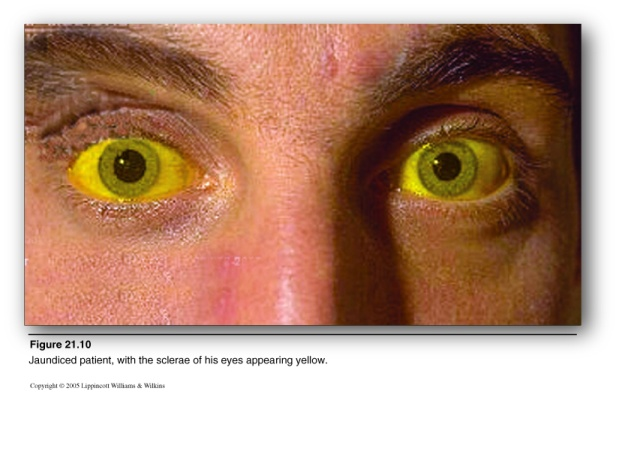 Figure 21.10
Jaundiced patient, with the sclerae of his eyes appearing yellow.
Copyright © 2005 Lippincott Williams & Wilkins